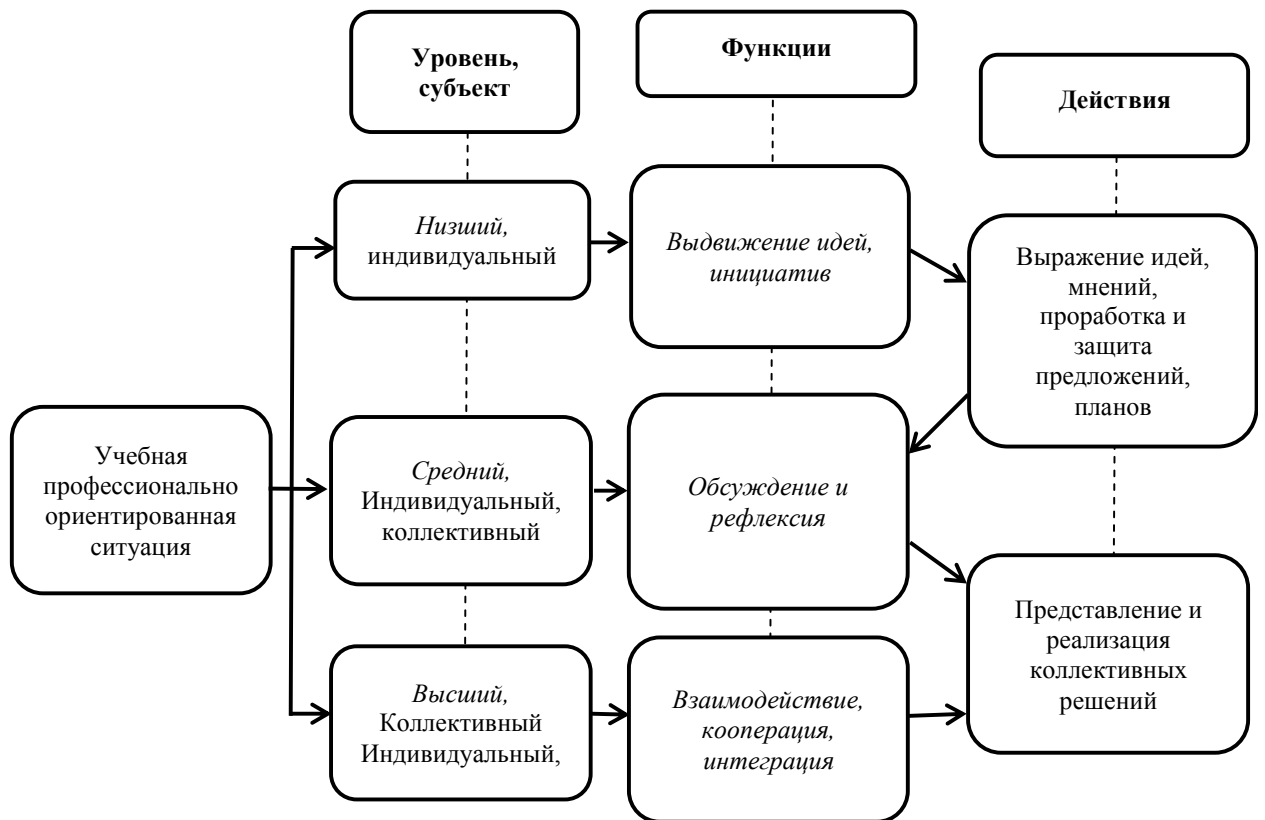 Уровень,
субъект
Функции
Действия
Низший,
индивидуальный
Выдвижение идей,
инициатив
Выражение идей,
мнений,
проработка и
защита
предложений,
планов
Учебная
профессионально
ориентированная
ситуация
Средний,
Индивидуальный,
коллективный
Обсуждение и
рефлексия
Представление и
реализация
коллективных
решений
Высший,
Коллективный
Индивидуальный,
Взаимодействие,
кооперация,
интеграция